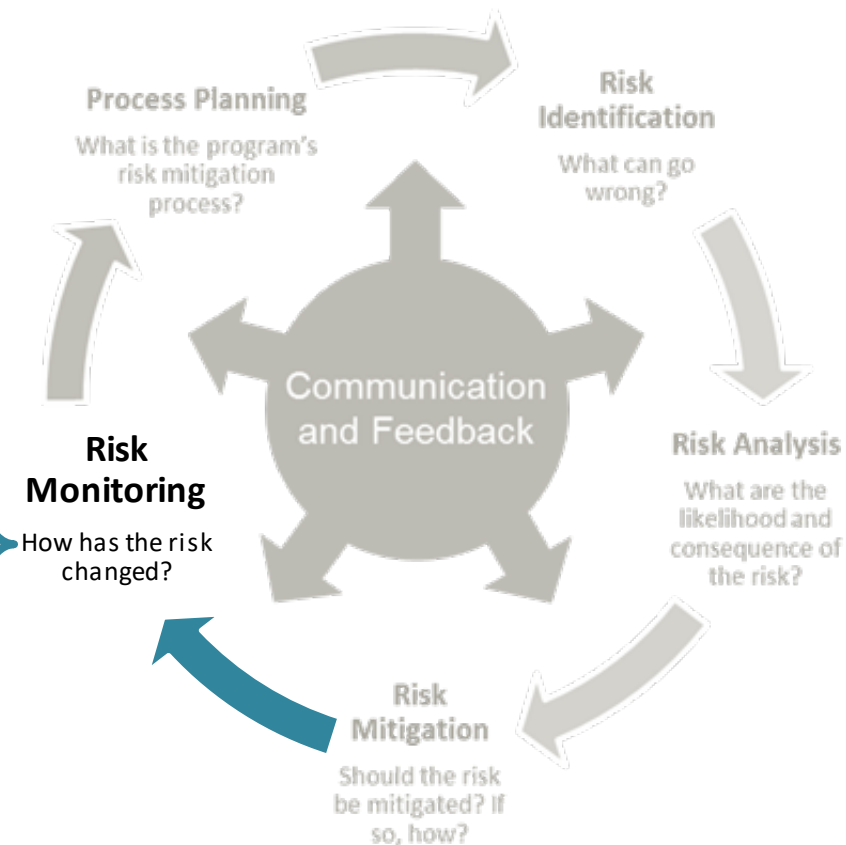 Process Planning
What is the program's
risk mitigation
process?
Risk
Identification
What can go
wrong?
Risk Analysis
What are the
likelihood and
consequence of
the risk?
Risk
Mitigation
Should the risk
be mitigated? If
so, how?
Risk
Monitoring
How has the risk
changed?
Communication
and Feedback